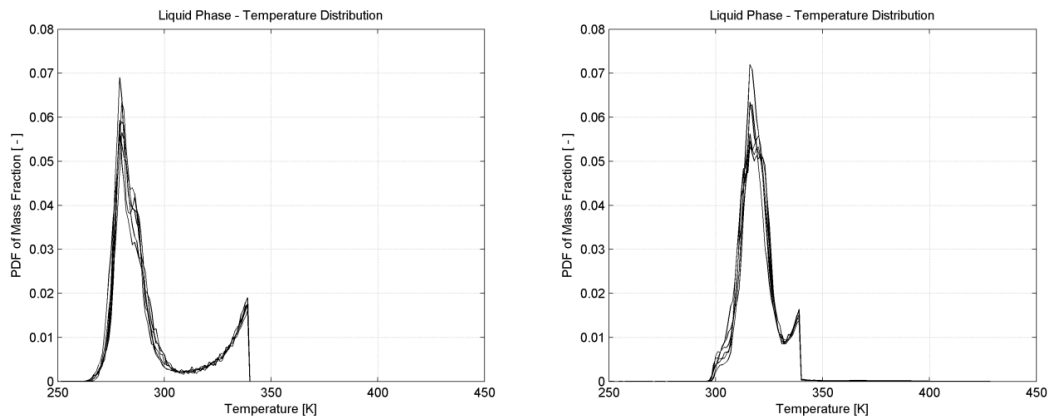 Liquid Phase - Temperature Distribution
0.08
0.07
0.06
0.05
0.04
0.03
0.02
0.01
0
PDF of Mass Fraction [ - ]
250 300 350 400 450
Temperature [K]
Liquid Phase - Temperature Distribution
0.08
0.07
0.06
0.05
0.04
0.03
0.02
0.01
0
PDF of Mass Fraction [ - ]
250 300 350 400 450
Temperature [K]